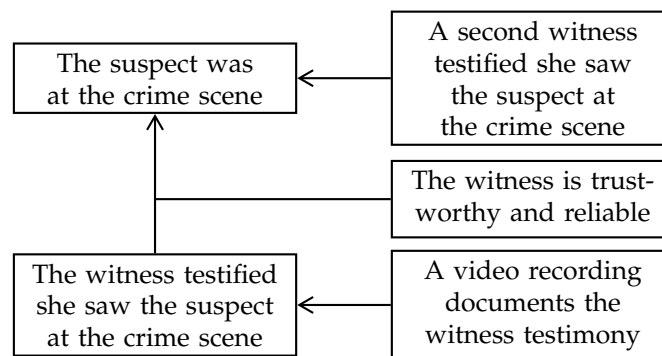 The suspect was
at the crime scene
A second witness
testified she saw
the suspect at
the crime scene
The witness is trust-
worthy and reliable
The witness testified
she saw the suspect
at the crime scene
A video recording
documents the
witness testimony